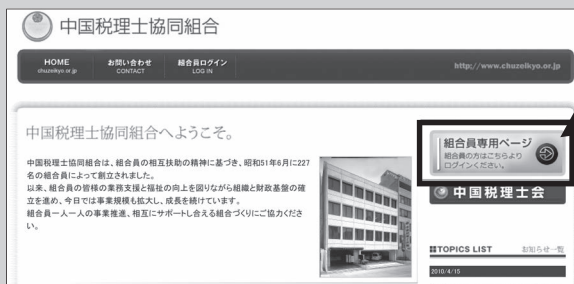 中国税理士協同組合
HOME
chuzeikyo.or.jp
お問い合わせ
CONTACT
組合員ログイン
LOG IN
http://www.chuzeikyo.or.jp
中国税理士協同組合へようこそ。
中国税理士協同組合は、組合員の相互扶助の精神に基づき、昭和51年6月に227
名の組合員によって創立されました。
以来、組合員の皆様の業務支援と福祉の向上を図りながら組織と財政基盤の確
立を進め、今日では事業規模も拡大し、成長を続けています。
組合員一人一人の事業推進、相互にサポートし合える組合づくりにご協力くださ
い。
組合員専用ページ
組合員の方はこちらより
ログインください。
中国税理士会
TOPICS LIST
お知らせ一覧
2010/4/15